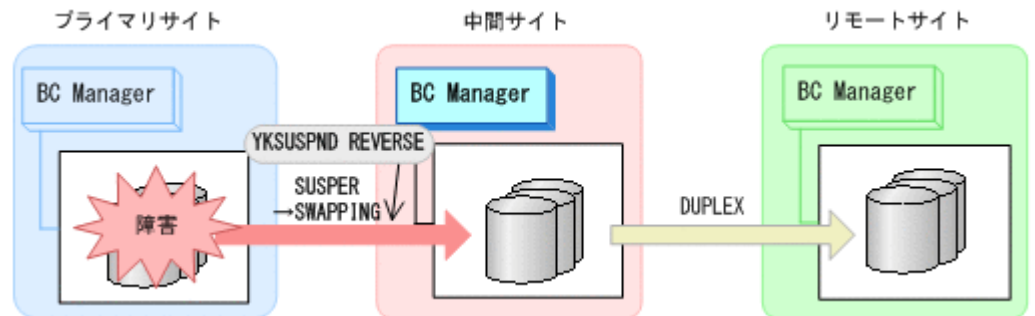 プライマリサイト
中間サイト
リモートサイト
BC Manager
BC Manager
BC Manager
YKSUSPND REVERSE
SUSPER
→SWAPPING
障害
DUPLEX